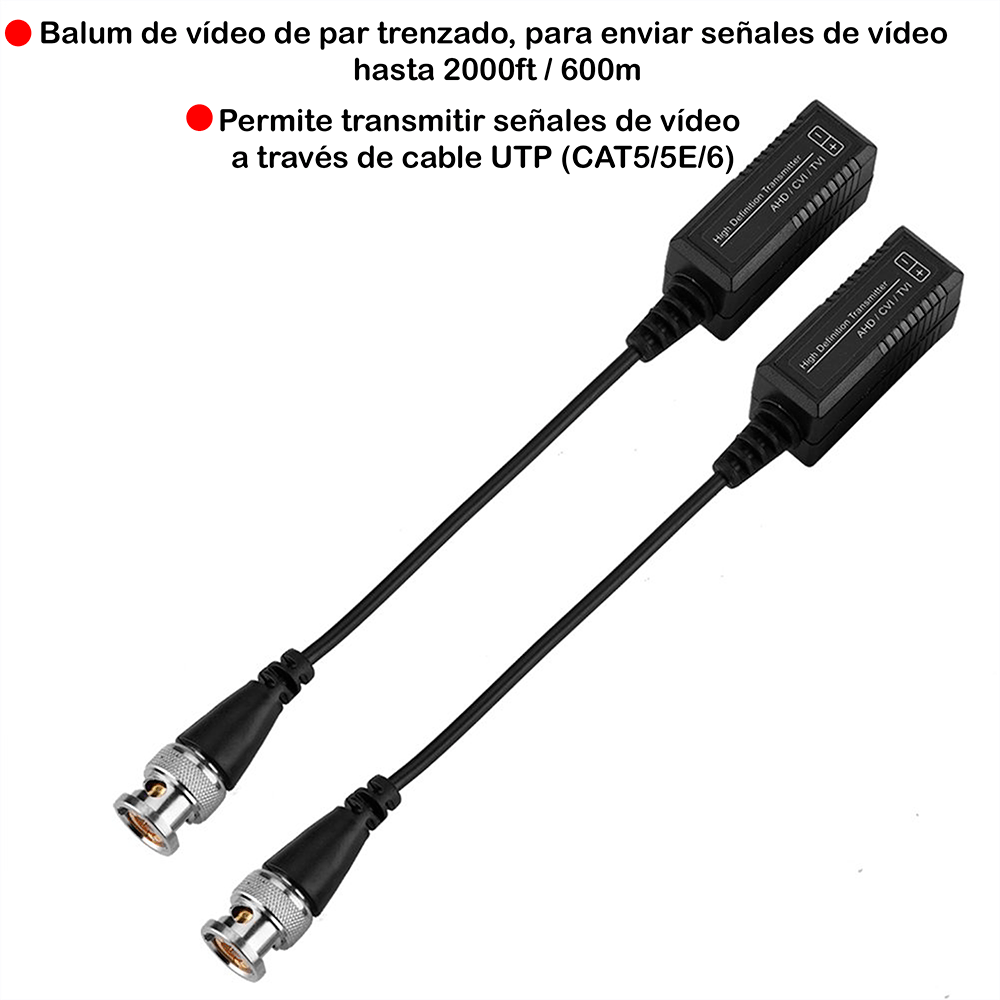 Balum de vídeo de par trenzado, para enviar señales de vídeo
hasta 2000ft / 600m
Permite transmitir señales de vídeo
a través de cable UTP (CAT5/5E/6)
High Definition Transmitter
AHD / CVI / TVI
- +
High Definition Transmitter
AHD / CVI / TVI
- +